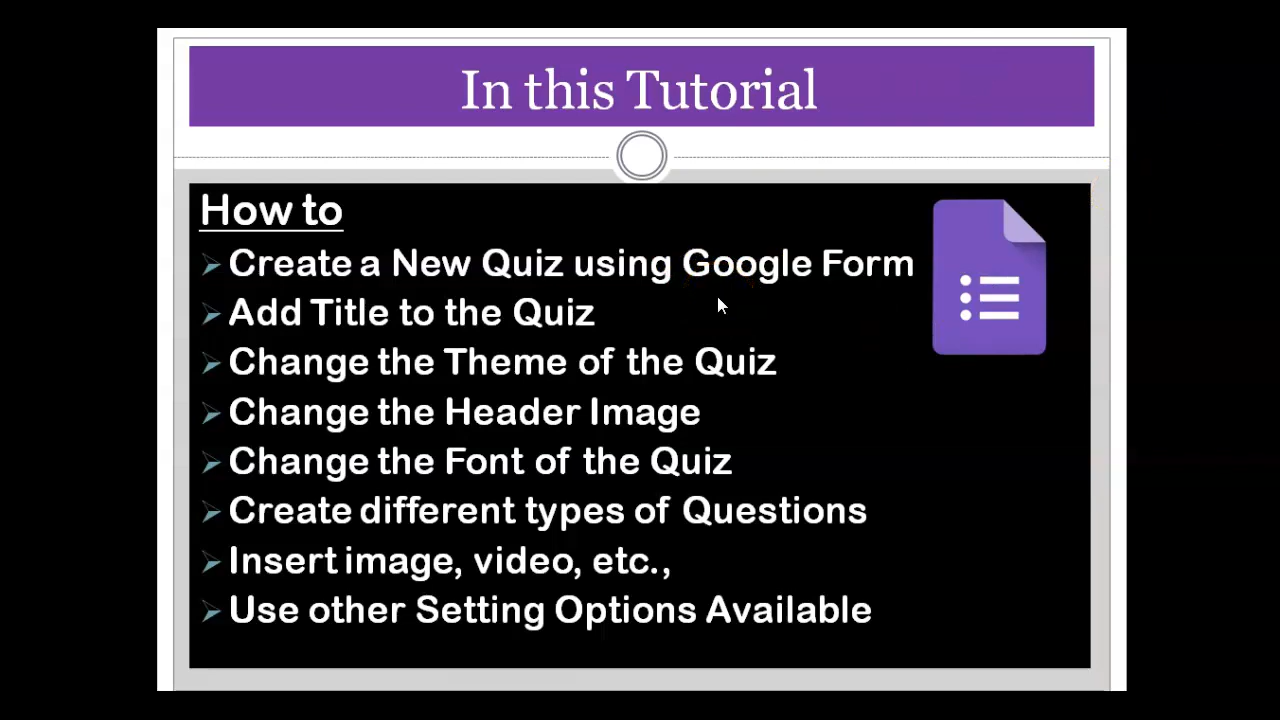 In this Tutorial
How to
Create a New Quiz using Google Form
Add Title to the Quiz
Change the Theme of the Quiz
Change the Header Image
Change the Font of the Quiz
Create different types of Questions
Insert image, video, etc.,
Use other Setting Options Available